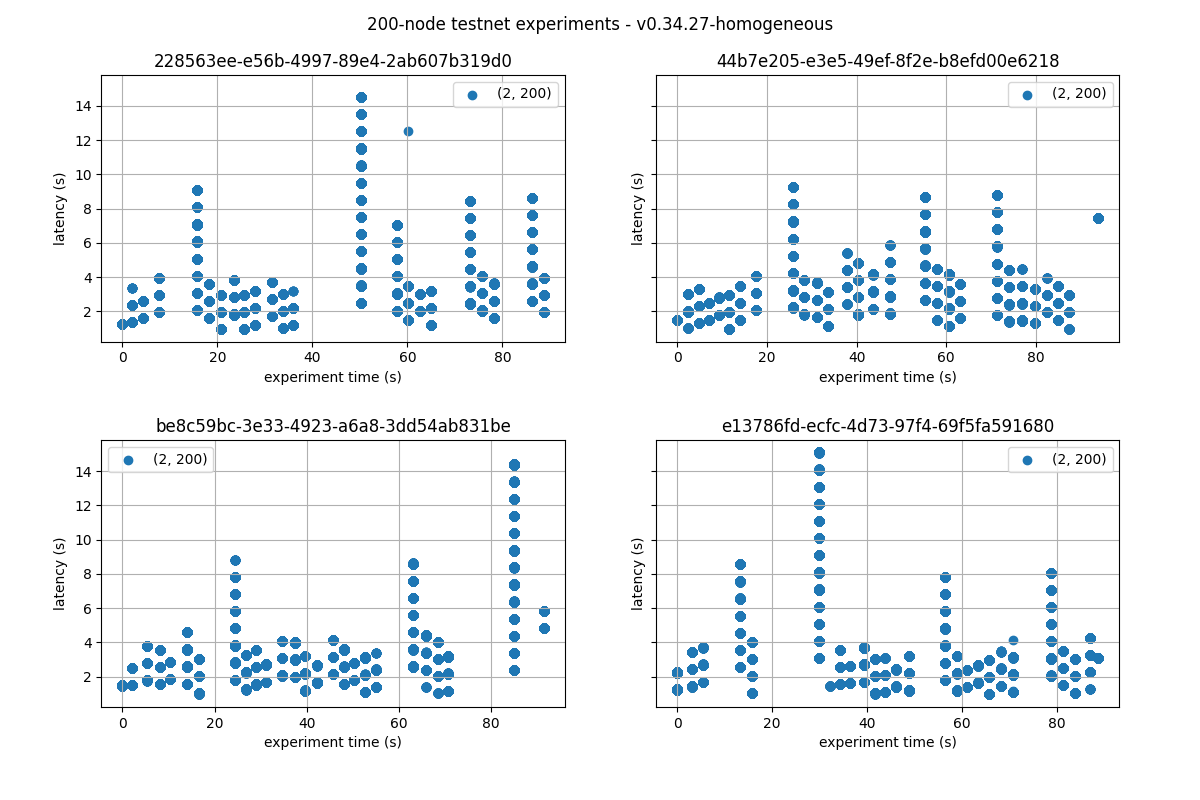 200-node testnet experiments - v0.34.27-homogeneous
228563ee-e56b-4997-89e4-2ab607b319d0
(2, 200)
14
12
10
8
6
4
2
latency (s)
0 20 40 60 80
experiment time (s)
44b7e205-e3e5-49ef-8f2e-b8efd00e6218
(2, 200)
latency (s)
0 20 40 60 80
experiment time (s)
be8c59bc-3e33-4923-a6a8-3dd54ab831be
(2, 200)
14
12
10
8
6
4
2
latency (s)
0 20 40 60 80
experiment time (s)
e13786fd-ecfc-4d73-97f4-69f5fa591680
(2, 200)
latency (s)
0 20 40 60 80
experiment time (s)